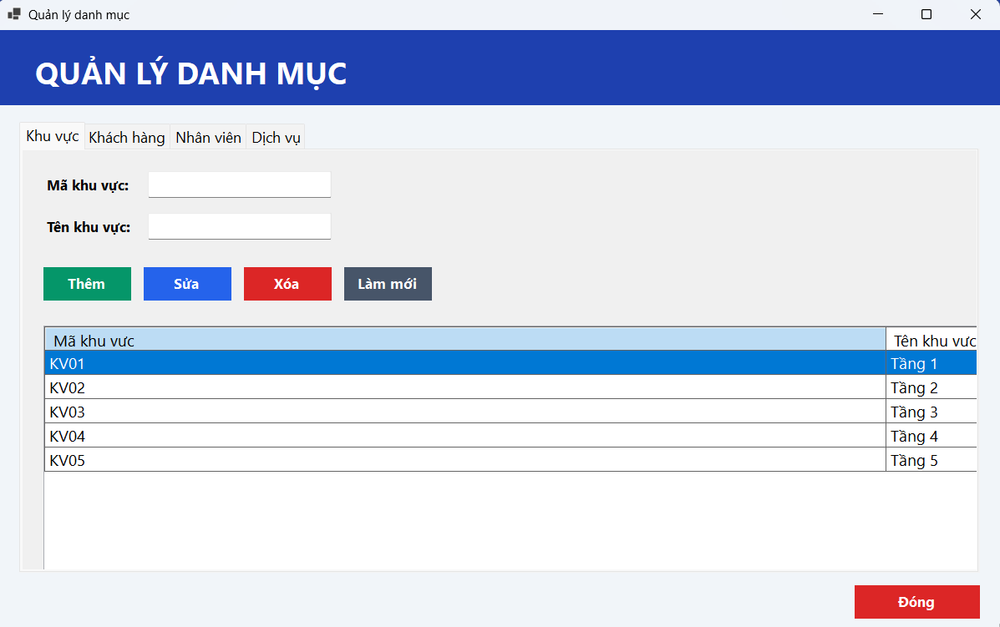 Quản lý danh mục
QUẢN LÝ DANH MỤC
Khu vực Khách hàng Nhân viên Dịch vụ
Mã khu vực:
Tên khu vực:
Thêm Sửa Xóa Làm mới
Mã khu vực Tên khu vực
KV01 Tầng 1
KV02 Tầng 2
KV03 Tầng 3
KV04 Tầng 4
KV05 Tầng 5
Đóng